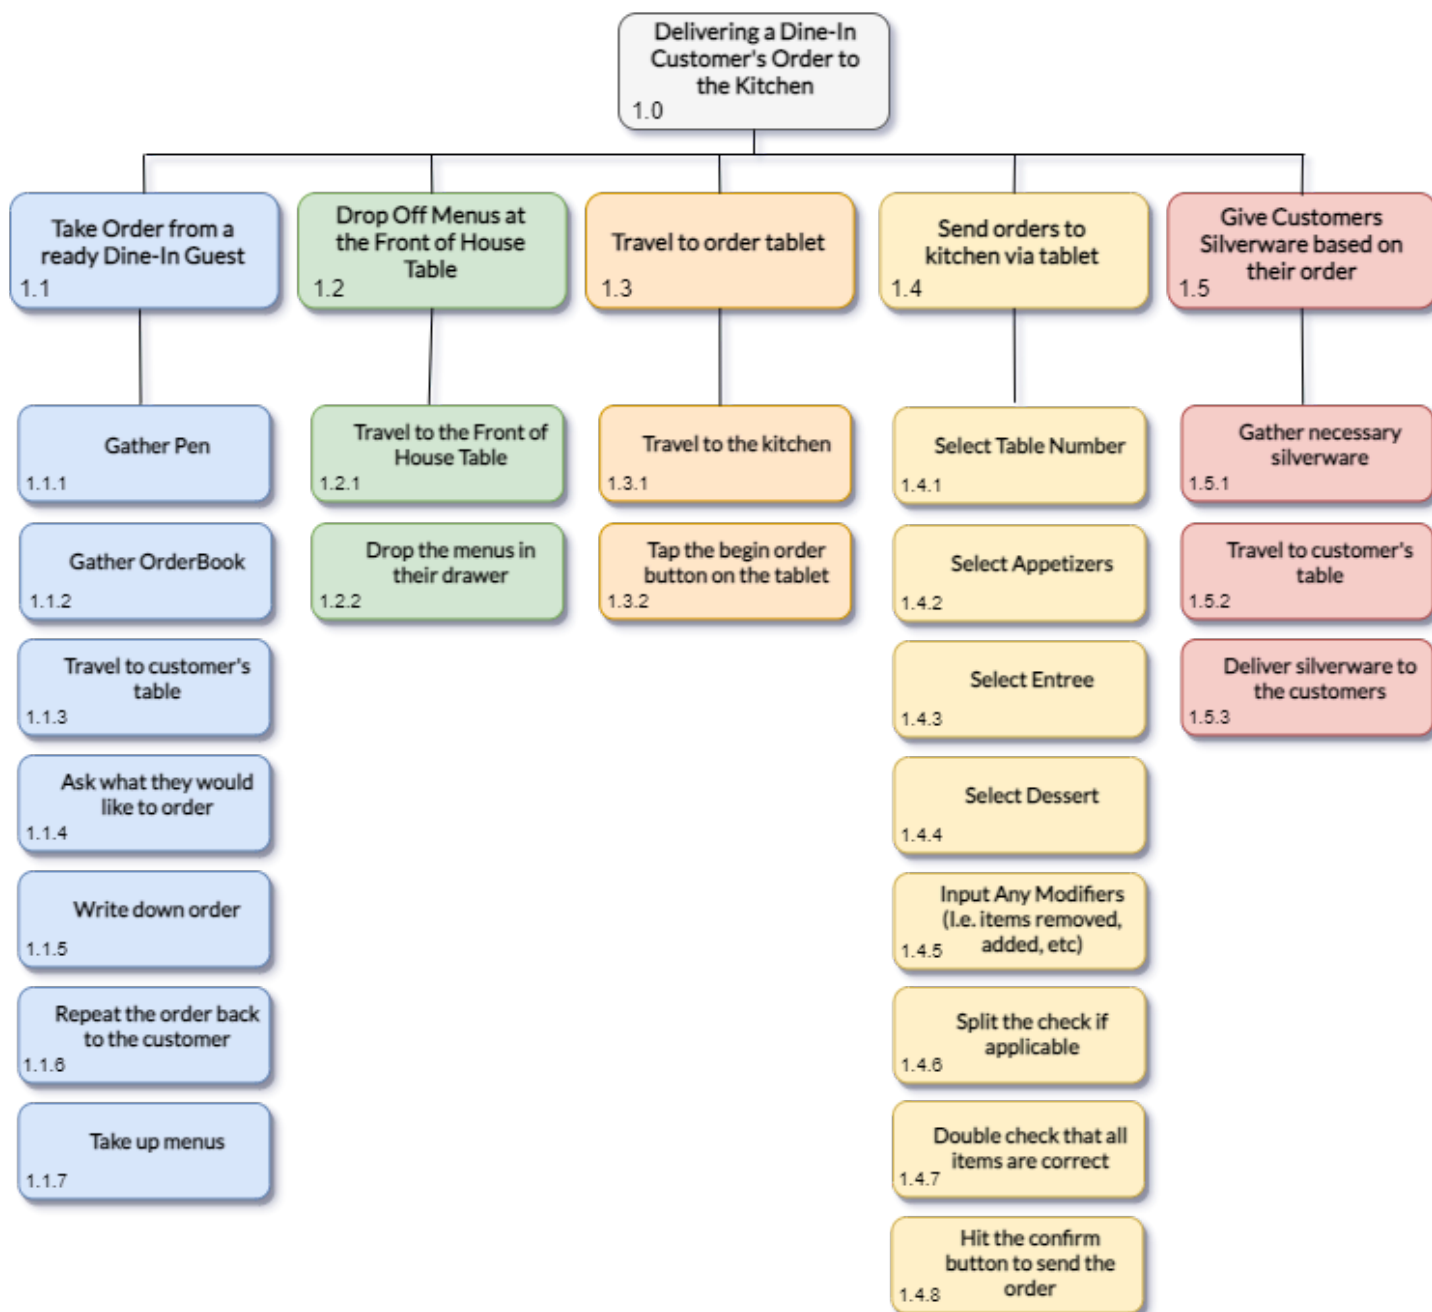 Delivering a Dine-In
Customer's Order to
the Kitchen
1.0
Take Order from a
ready Dine-In Guest
1.1
Drop Off Menus at
the Front of House
Table
1.2
Travel to order tablet
1.3
Send orders to
kitchen via tablet
1.4
Give Customers
Silverware based on
their order
1.5
Gather Pen
1.1.1
Gather OrderBook
1.1.2
Travel to customer's
table
1.1.3
Ask what they would
like to order
1.1.4
Write down order
1.1.5
Repeat the order back
to the customer
1.1.6
Take up menus
1.1.7
Travel to the Front of
House Table
1.2.1
Drop the menus in
their drawer
1.2.2
Travel to the kitchen
1.3.1
Tap the begin order
button on the tablet
1.3.2
Select Table Number
1.4.1
Select Appetizers
1.4.2
Select Entree
1.4.3
Select Dessert
1.4.4
Input Any Modifiers
(I.e. items removed,
added, etc)
1.4.5
Split the check if
applicable
1.4.6
Double check that all
items are correct
1.4.7
Hit the confirm
button to send the
order
1.4.8
Gather necessary
silverware
1.5.1
Travel to customer's
table
1.5.2
Deliver silverware to
the customers
1.5.3